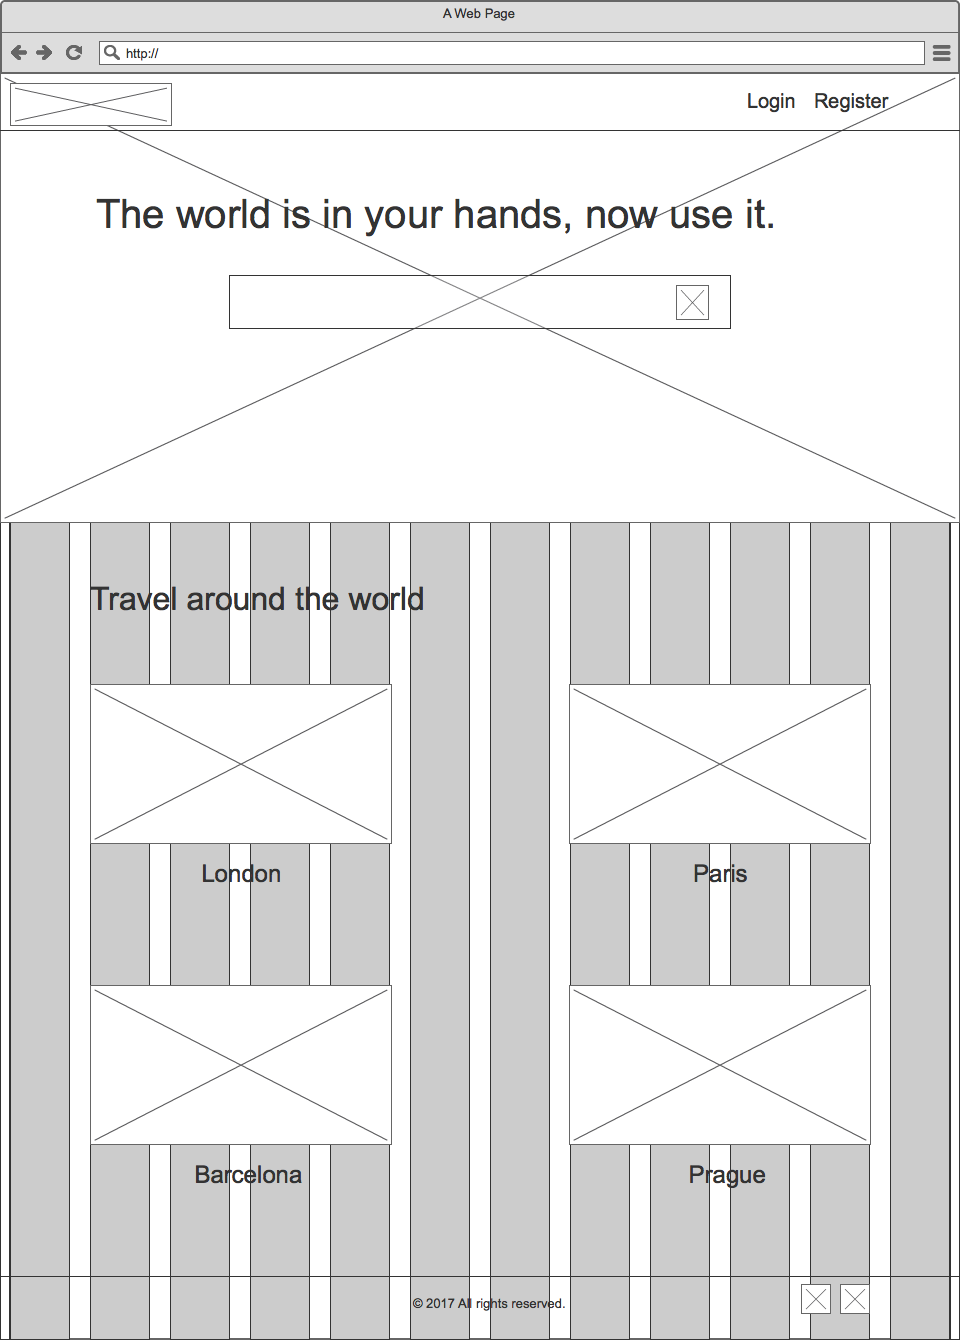 A Web Page
http://
Login Register
The world is in your hands, now use it.
Travel around the world
London Paris
Barcelona Prague
© 2017 All rights reserved.